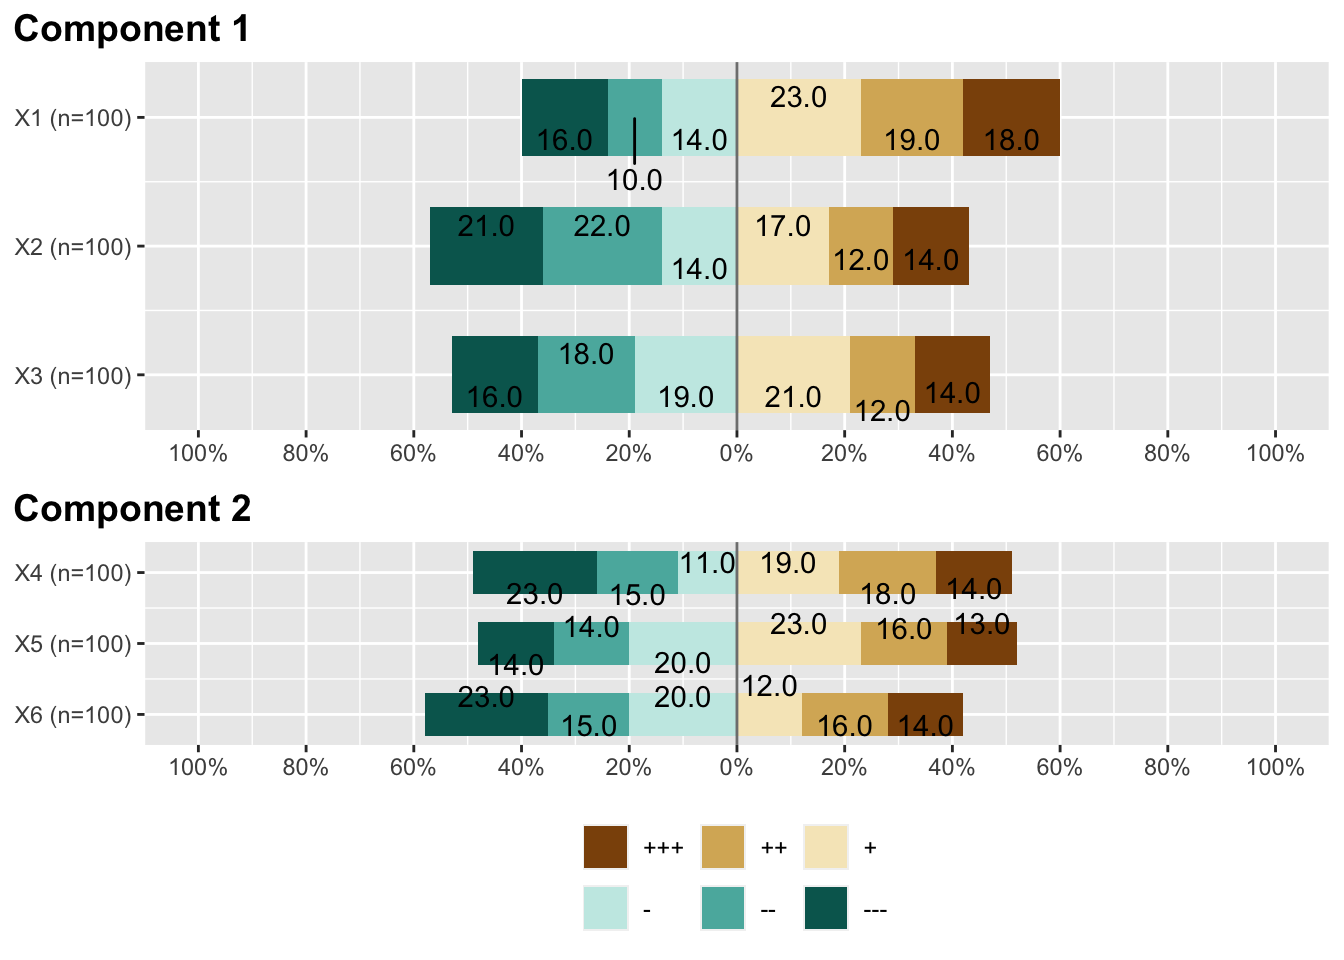 Component 1
X1 (n=100)
16.0 10.0 14.0 23.0 19.0 18.0
X2 (n=100)
21.0 22.0 14.0 17.0 12.0 14.0
X3 (n=100)
16.0 18.0 19.0 21.0 12.0 14.0
100% 80% 60% 40% 20% 0% 20% 40% 60% 80% 100%
Component 2
X4 (n=100)
23.0 15.0 11.0 19.0 18.0 14.0
X5 (n=100)
14.0 14.0 20.0 23.0 16.0 13.0
X6 (n=100)
23.0 15.0 20.0 12.0 16.0 14.0
100% 80% 60% 40% 20% 0% 20% 40% 60% 80% 100%
+++ ++ +
- -- ---